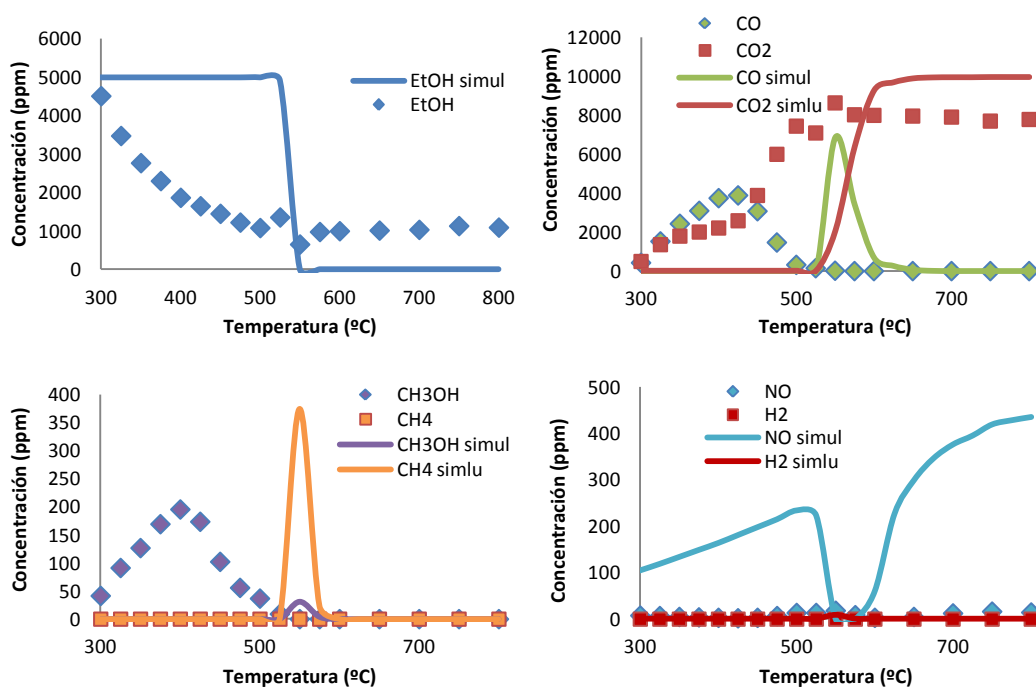 6000
5000
4000
3000
2000
1000
0
300
400
500
600
700
800
Concentración (ppm)
Temperatura (ºC)
EtOH simul
EtOH
12000
10000
8000
6000
4000
2000
0
300
500
700
Concentración (ppm)
Temperatura (ºC)
CO
CO2
CO simul
CO2 simlu
400
350
300
250
200
150
100
50
0
300
500
700
Concentración (ppm)
Temperatura (ºC)
CH3OH
CH4
CH3OH simul
CH4 simlu
500
400
300
200
100
0
300
500
700
Concentración (ppm)
Temperatura (ºC)
NO
H2
NO simul
H2 simlu